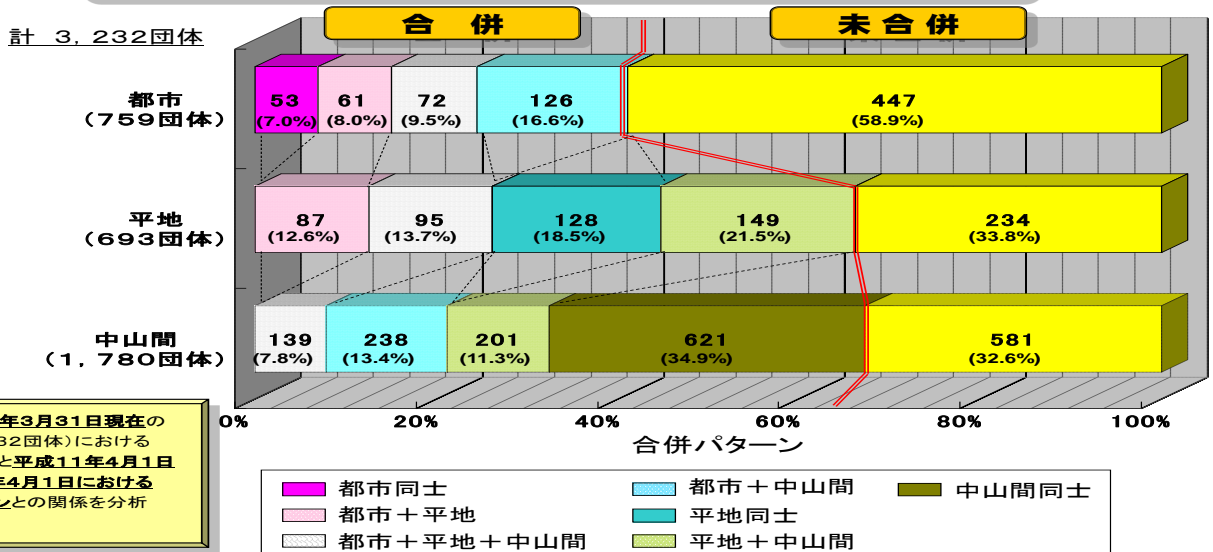 合併
未合併
計 3,232団体
都市
(759団体)
53
(7.0%)
61
(8.0%)
72
(9.5%)
126
(16.6%)
447
(58.9%)
平地
(693団体)
87
(12.6%)
95
(13.7%)
128
(18.5%)
149
(21.5%)
234
(33.8%)
中山間
(1,780団体)
139
(7.8%)
238
(13.4%)
201
(11.3%)
621
(34.9%)
581
(32.6%)
0%
20%
40%
60%
80%
100%
合併パターン
年3月31日現在の
32団体)における
と平成11年4月1日
年4月1日における
ンとの関係を分析
都市同士
都市+中山間
中山間同士
都市+平地
平地同士
都市+平地+中山間
平地+中山間